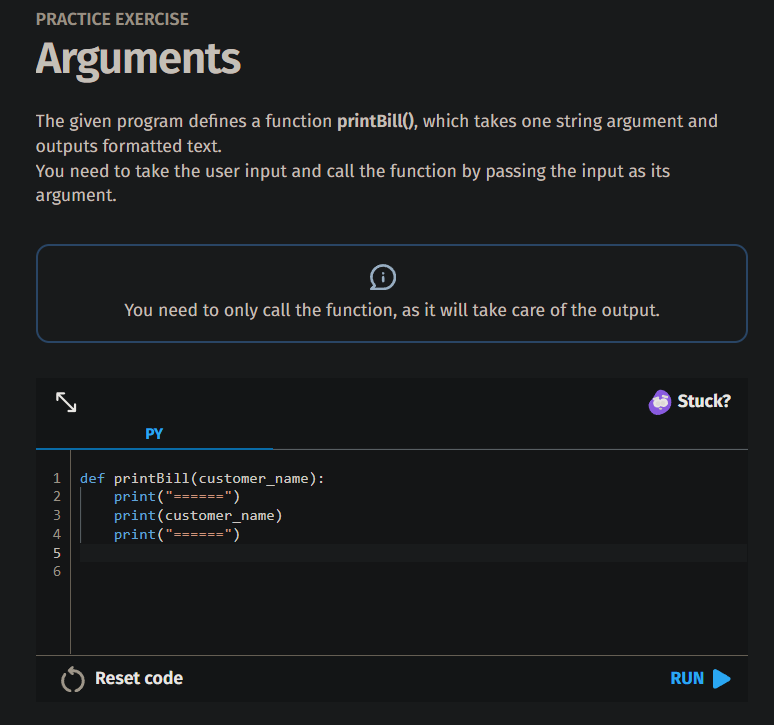 PRACTICE EXERCISE
Arguments
The given program defines a function printBill(), which takes one string argument and
outputs formatted text.
You need to take the user input and call the function by passing the input as its
argument.
You need to only call the function, as it will take care of the output.
Stuck?
PY
1 def printBill(customer_name):
2     print("======")
3     print(customer_name)
4     print("======")
5
6
Reset code
RUN